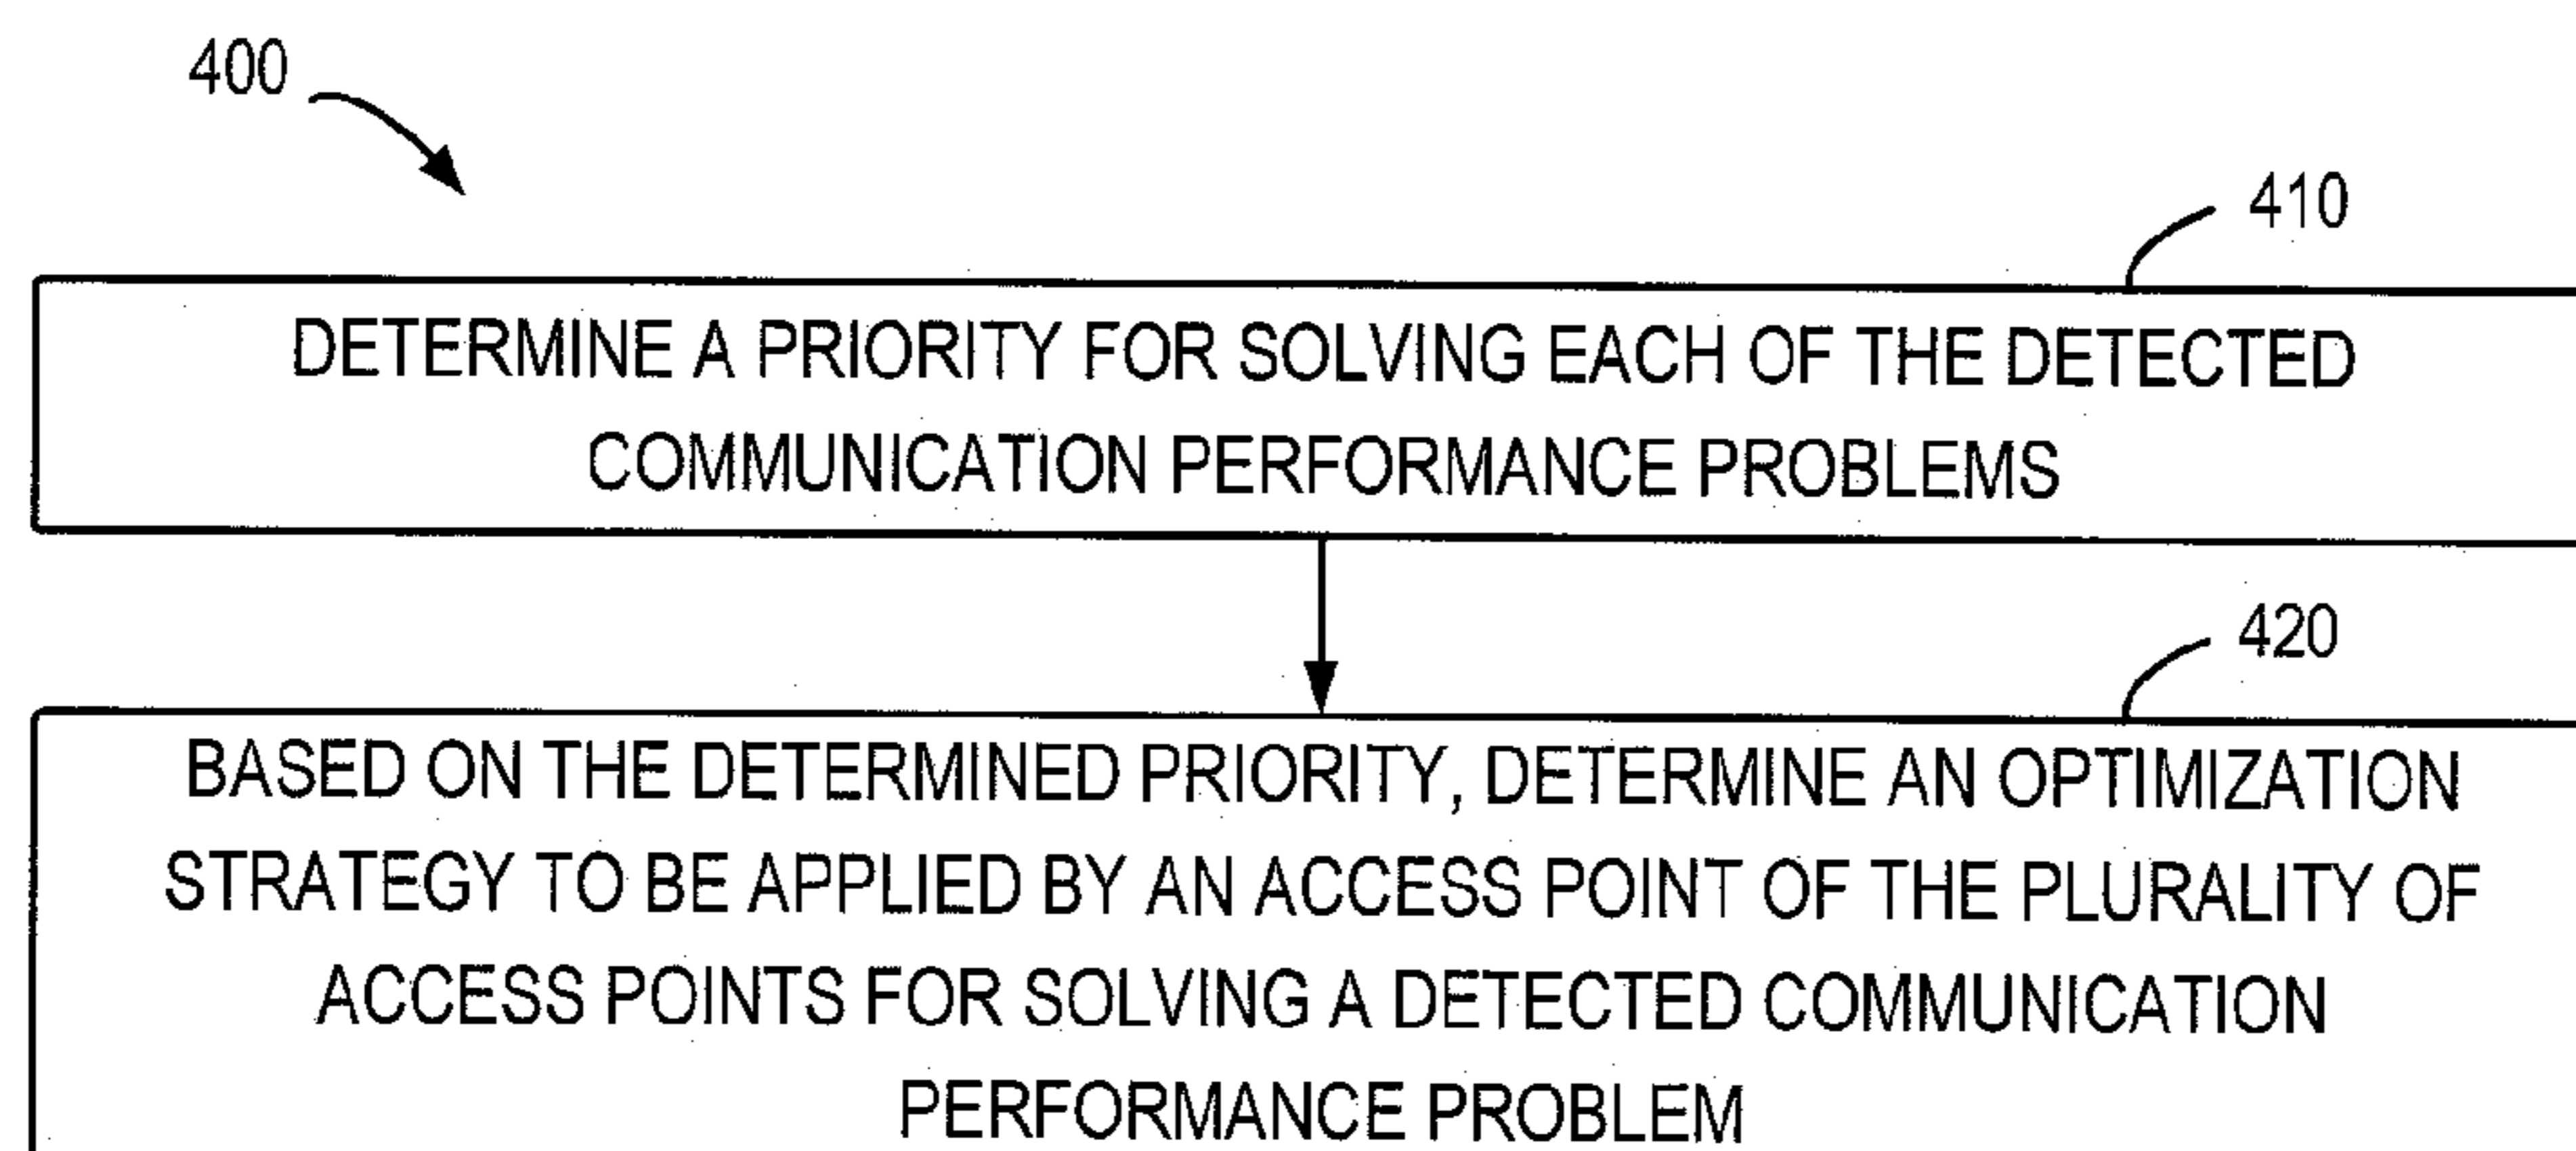 400
410
DETERMINE A PRIORITY FOR SOLVING EACH OF THE DETECTED
COMMUNICATION PERFORMANCE PROBLEMS
420
BASED ON THE DETERMINED PRIORITY, DETERMINE AN OPTIMIZATION
STRATEGY TO BE APPLIED BY AN ACCESS POINT OF THE PLURALITY OF
ACCESS POINTS FOR SOLVING A DETECTED COMMUNICATION
PERFORMANCE PROBLEM